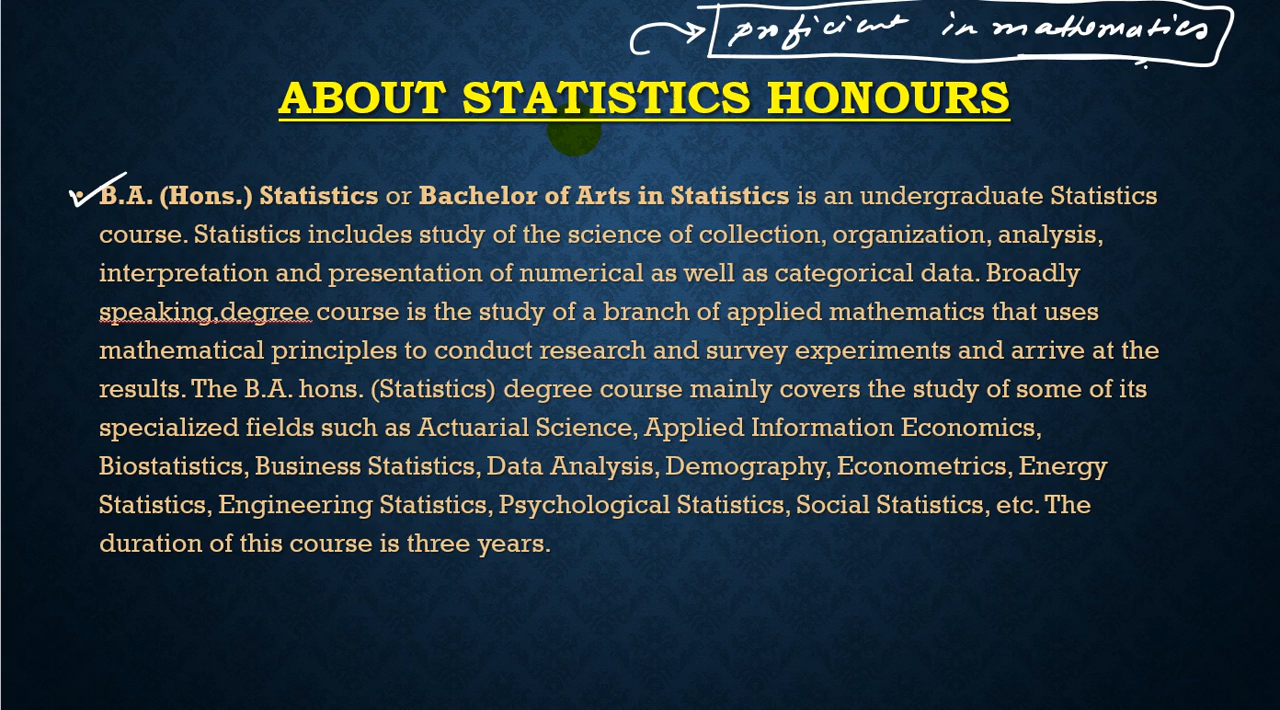 proficient in mathematics
ABOUT STATISTICS HONOURS
• B.A. (Hons.) Statistics or Bachelor of Arts in Statistics is an undergraduate Statistics
course. Statistics includes study of the science of collection, organization, analysis,
interpretation and presentation of numerical as well as categorical data. Broadly
speaking,degree course is the study of a branch of applied mathematics that uses
mathematical principles to conduct research and survey experiments and arrive at the
results. The B.A. hons. (Statistics) degree course mainly covers the study of some of its
specialized fields such as Actuarial Science, Applied Information Economics,
Biostatistics, Business Statistics, Data Analysis, Demography, Econometrics, Energy
Statistics, Engineering Statistics, Psychological Statistics, Social Statistics, etc. The
duration of this course is three years.